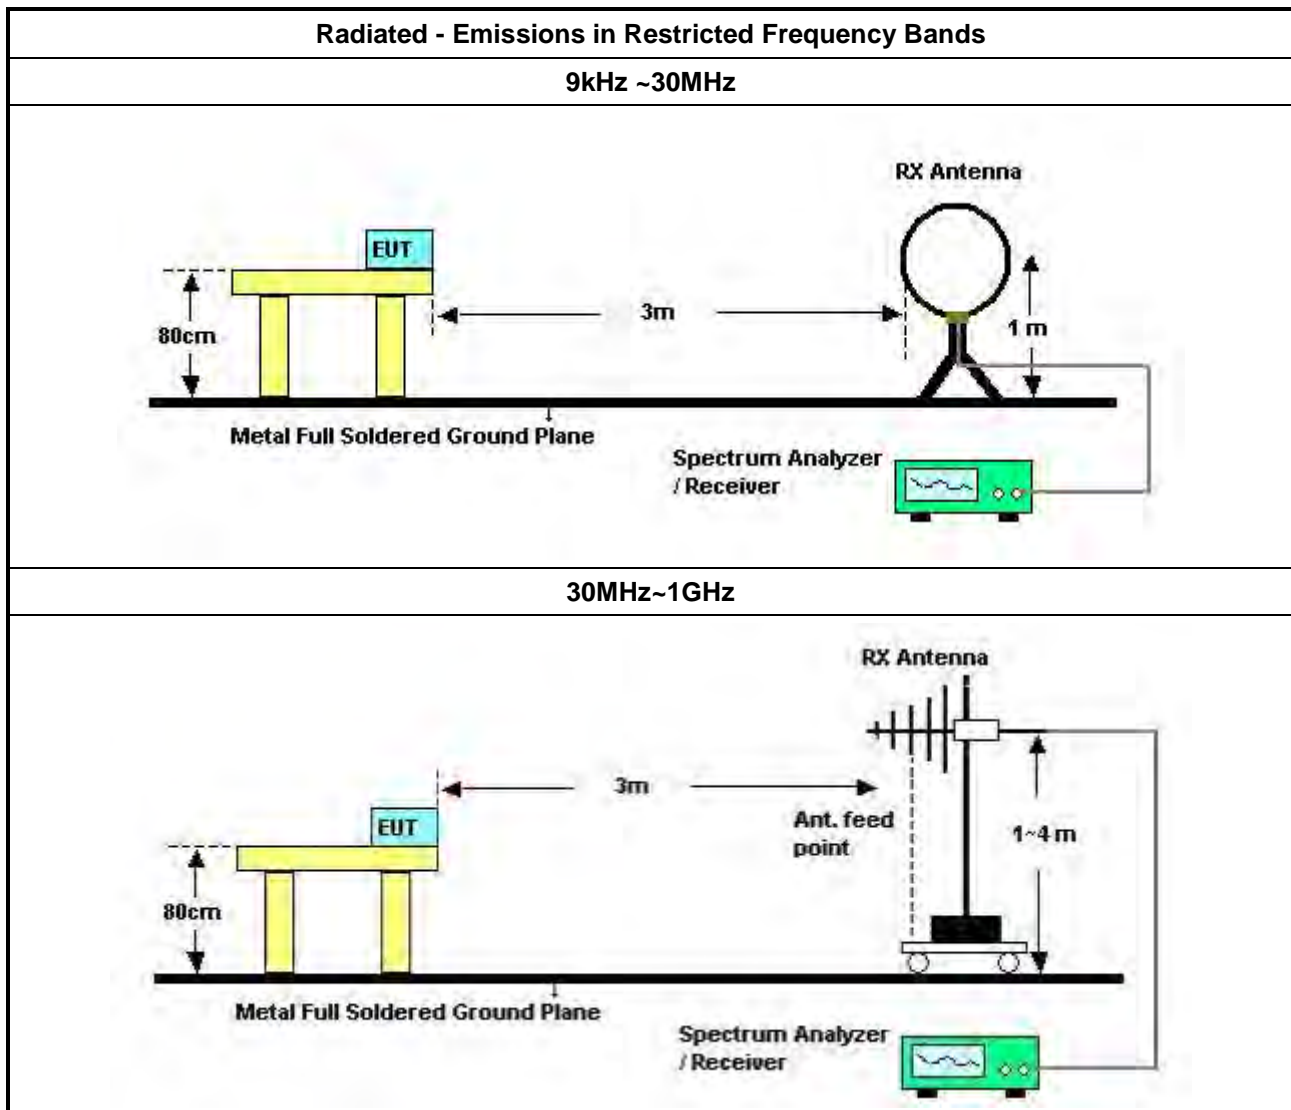 Radiated - Emissions in Restricted Frequency Bands
9kHz ~30MHz
RX Antenna
EUT
3m
80cm
1 m
Metal Full Soldered Ground Plane
Spectrum Analyzer
/ Receiver
30MHz~1GHz
RX Antenna
3m
EUT
Ant. feed
point
1~4 m
80cm
Metal Full Soldered Ground Plane
Spectrum Analyzer
/ Receiver